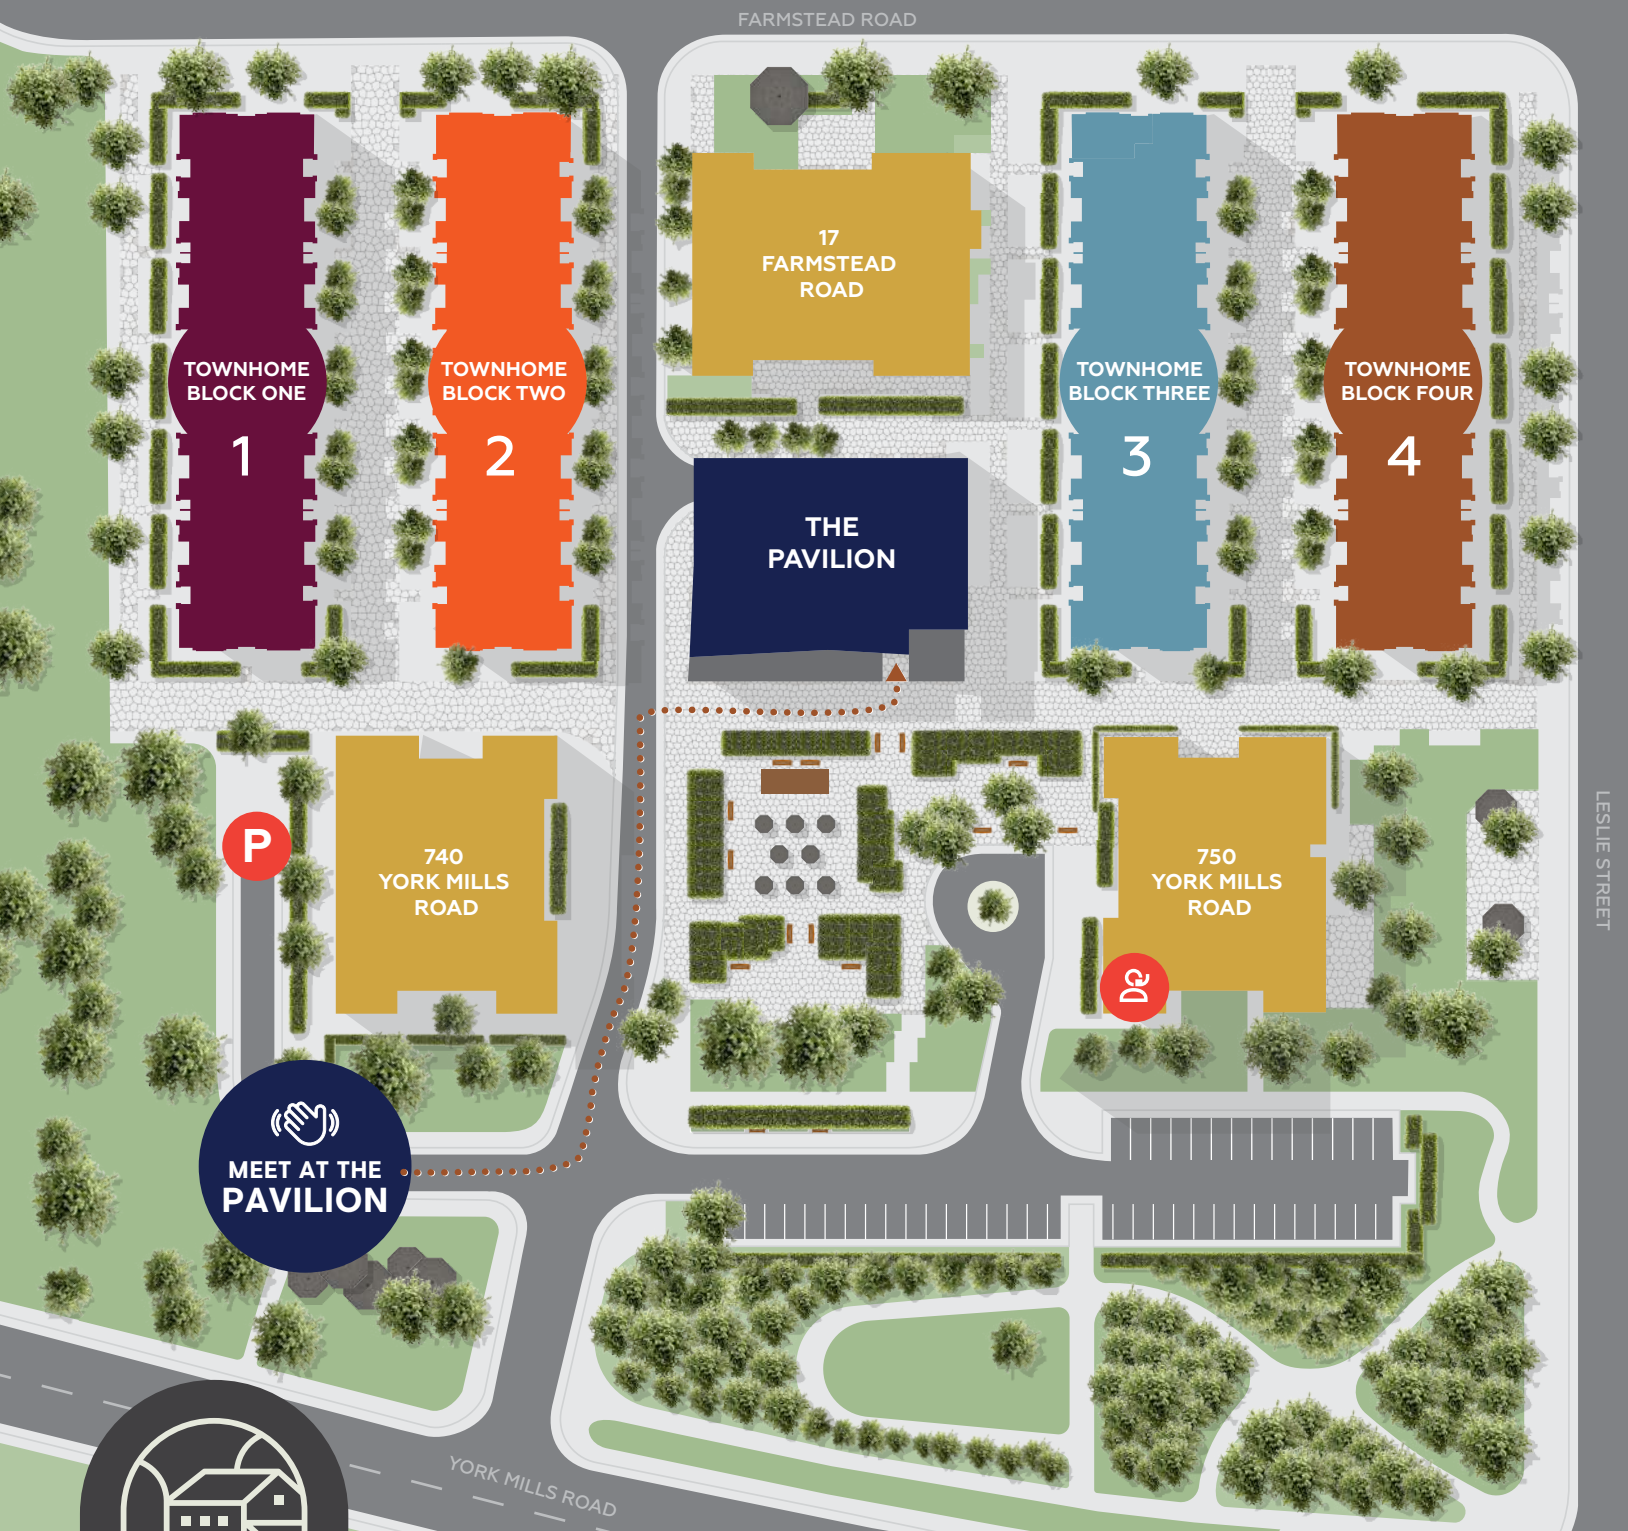 FARMSTEAD ROAD
17
FARMSTEAD
ROAD
TOWNHOME
BLOCK ONE
1
TOWNHOME
BLOCK TWO
2
TOWNHOME
BLOCK THREE
3
TOWNHOME
BLOCK FOUR
4
THE
PAVILION
P
740
YORK MILLS
ROAD
750
YORK MILLS
ROAD
LESLIE STREET
MEET AT THE
PAVILION
YORK MILLS ROAD